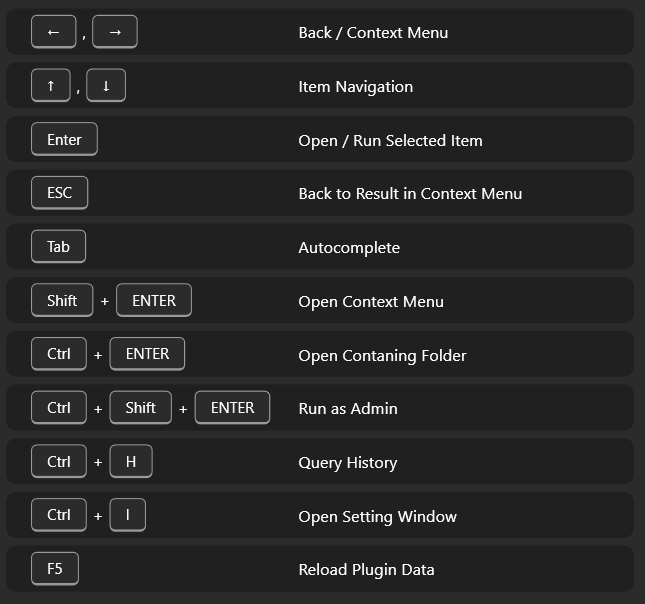 ← , → Back / Context Menu
↑ , ↓ Item Navigation
Enter Open / Run Selected Item
ESC Back to Result in Context Menu
Tab Autocomplete
Shift + ENTER Open Context Menu
Ctrl + ENTER Open Contaning Folder
Ctrl + Shift + ENTER Run as Admin
Ctrl + H Query History
Ctrl + I Open Setting Window
F5 Reload Plugin Data